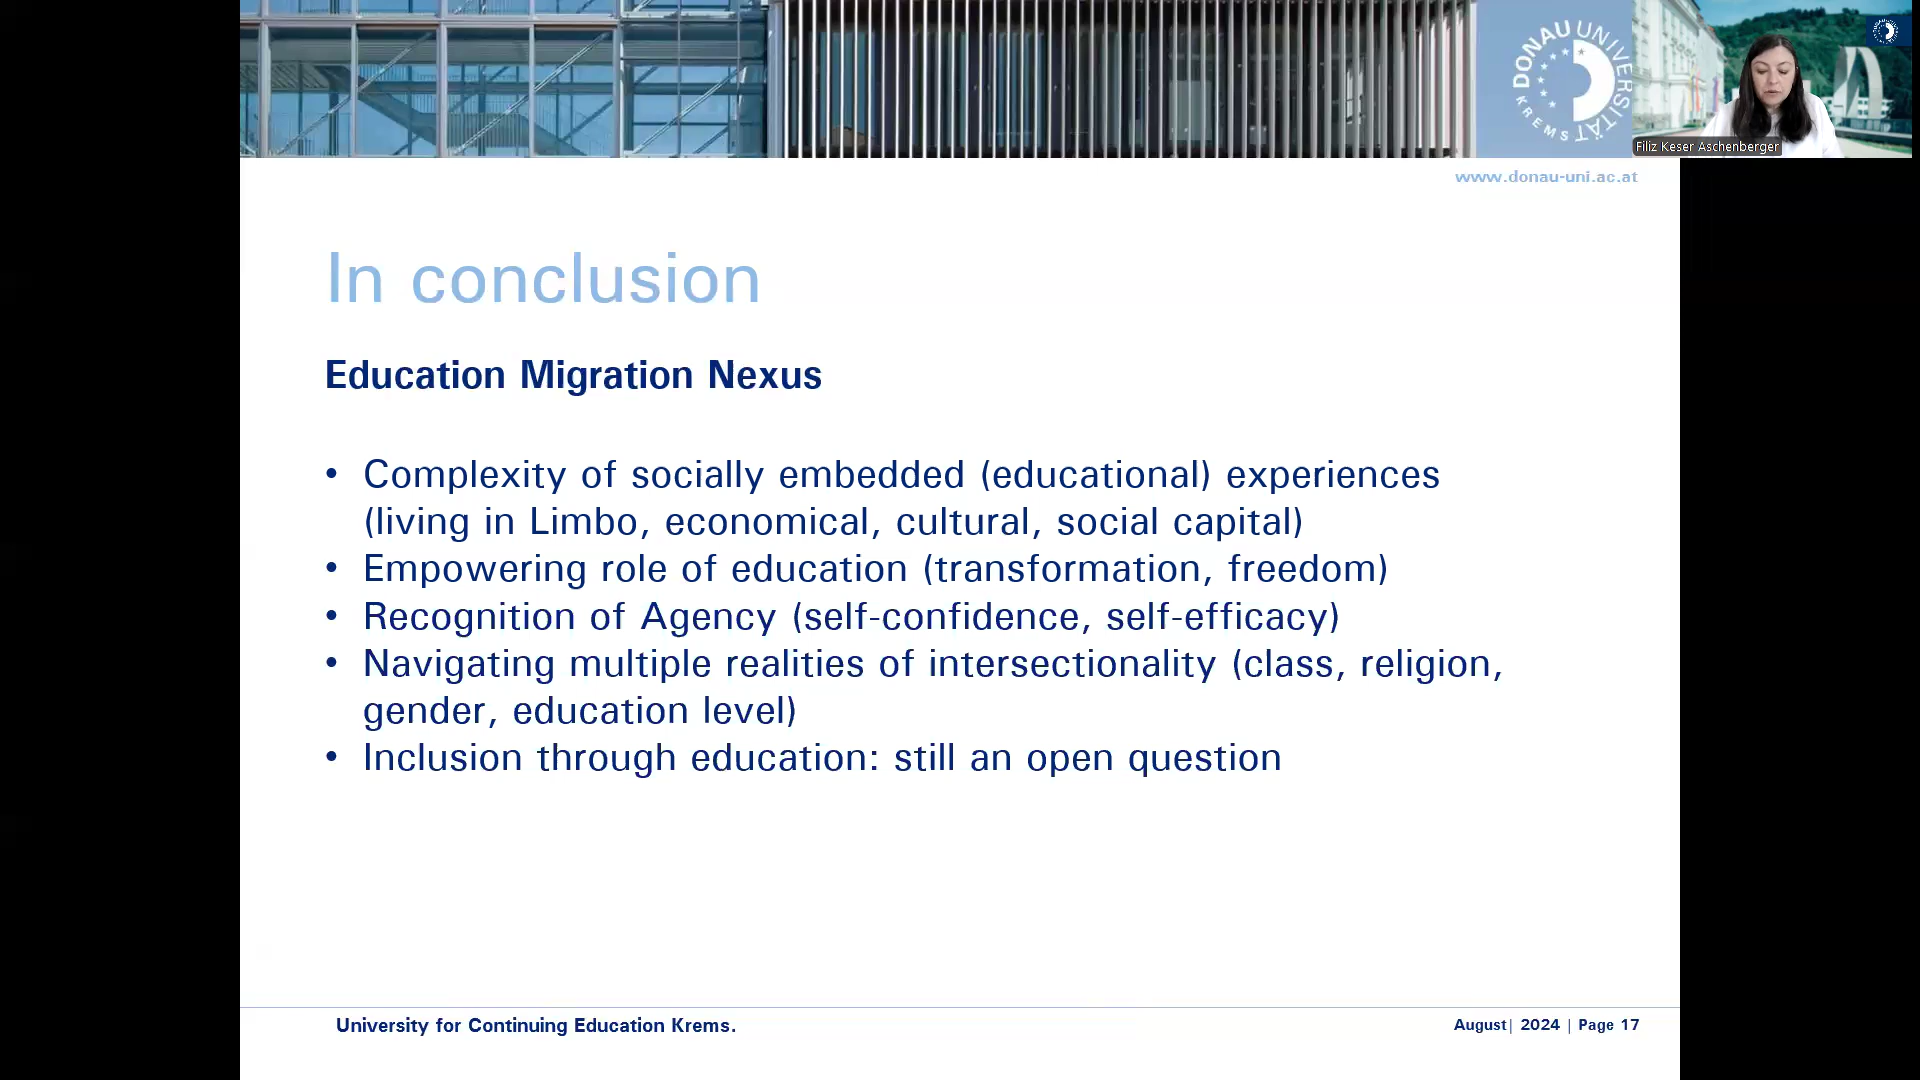 DONAU UNIVERSITÄT KREMS
Filiz Keser Aschenberger
www.donau-uni.ac.at
In conclusion
Education Migration Nexus
• Complexity of socially embedded (educational) experiences
(living in Limbo, economical, cultural, social capital)
• Empowering role of education (transformation, freedom)
• Recognition of Agency (self-confidence, self-efficacy)
• Navigating multiple realities of intersectionality (class, religion,
gender, education level)
• Inclusion through education: still an open question
University for Continuing Education Krems.
August| 2024 | Page 17